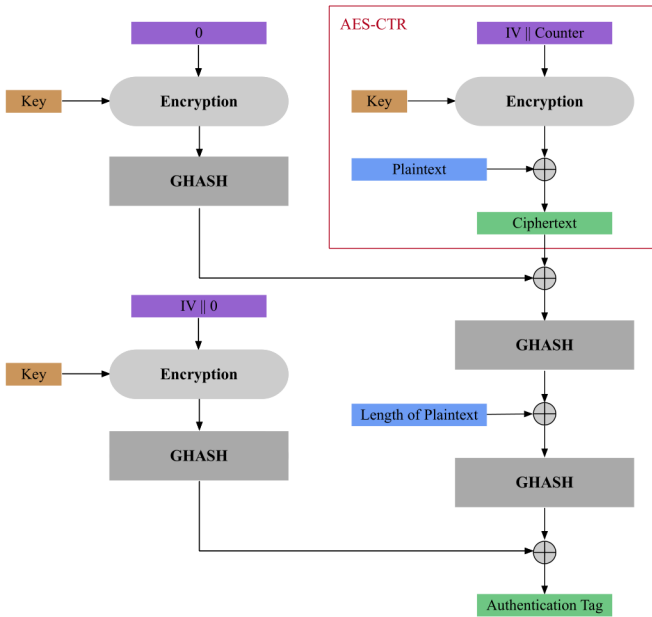 0
Key
Encryption
GHASH
AES-CTR
IV || Counter
Key
Encryption
Plaintext
Ciphertext
IV || 0
Key
Encryption
GHASH
GHASH
Length of Plaintext
GHASH
Authentication Tag